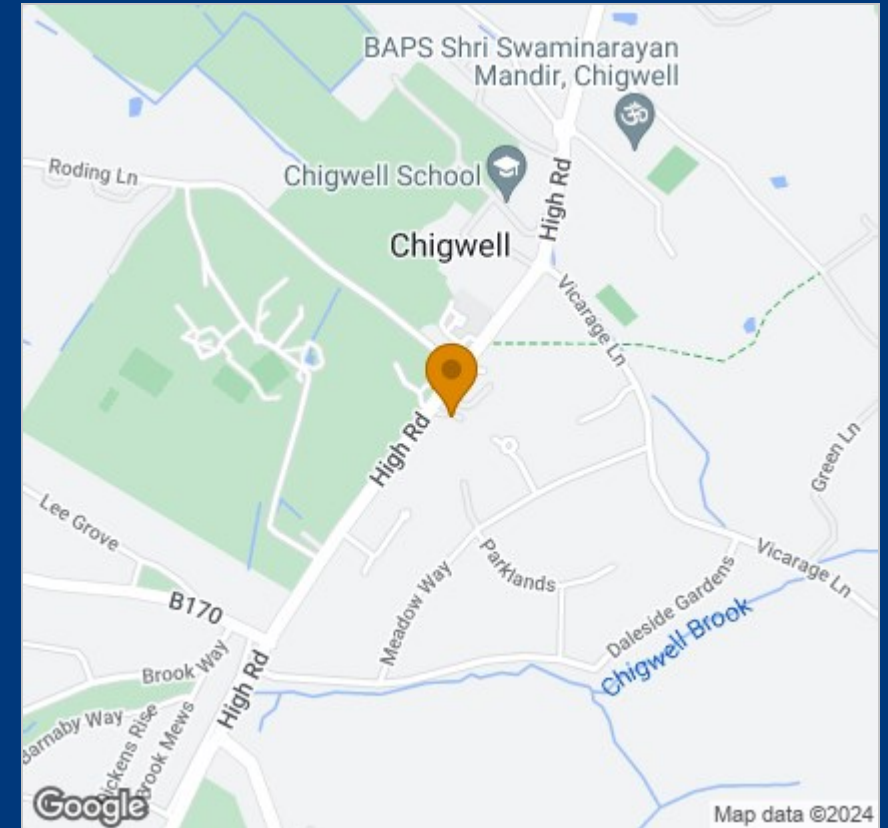 BAPS Shri Swaminarayan
Mandir, Chigwell
Roding Ln
Chigwell School
High Rd
Chigwell
Vicarage Ln
High Rd
Green Ln
Lee Grove
Vicarage Ln
Parklands
Meadow Way
Daleside Gardens
B170
Chigwell Brook
Brook Way
High Rd
Barnaby Way
Dickens Rise
Brook Mews
Google
Map data ©2024